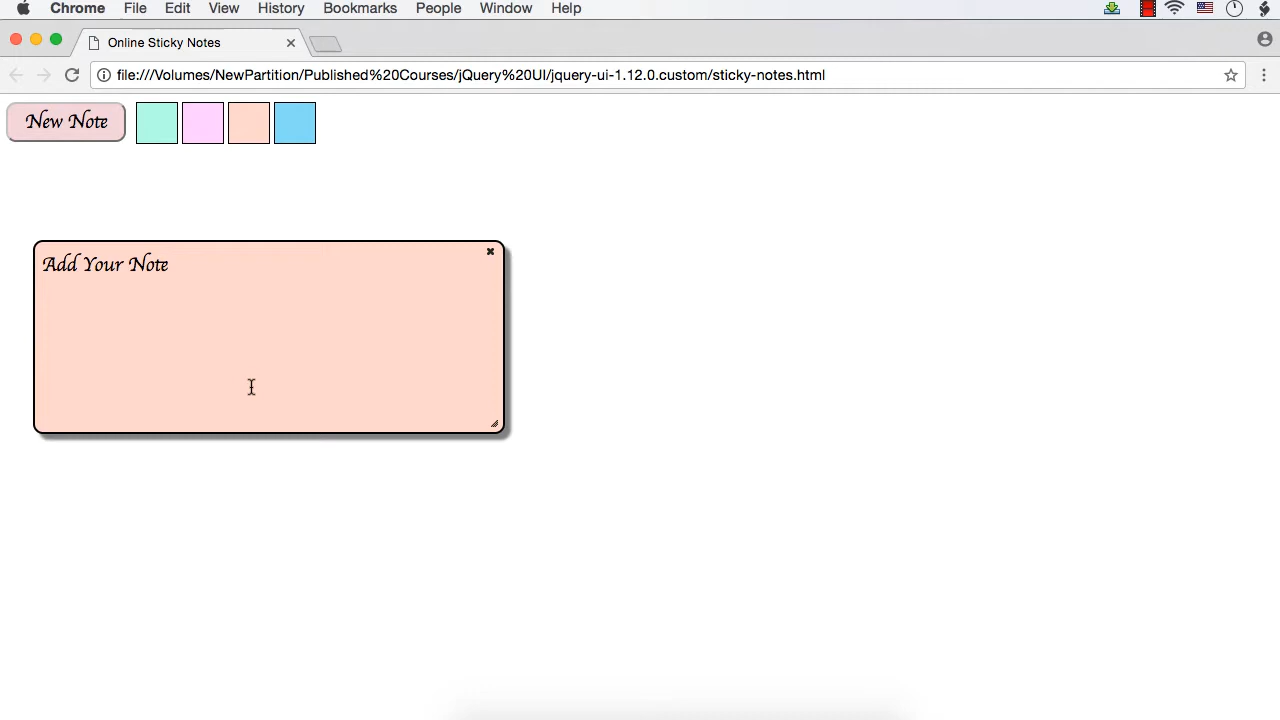 Chrome File Edit View History Bookmarks People Window Help
Online Sticky Notes
file:///Volumes/NewPartition/Published%20Courses/jQuery%20UI/jquery-ui-1.12.0.custom/sticky-notes.html
New Note
Add Your Note